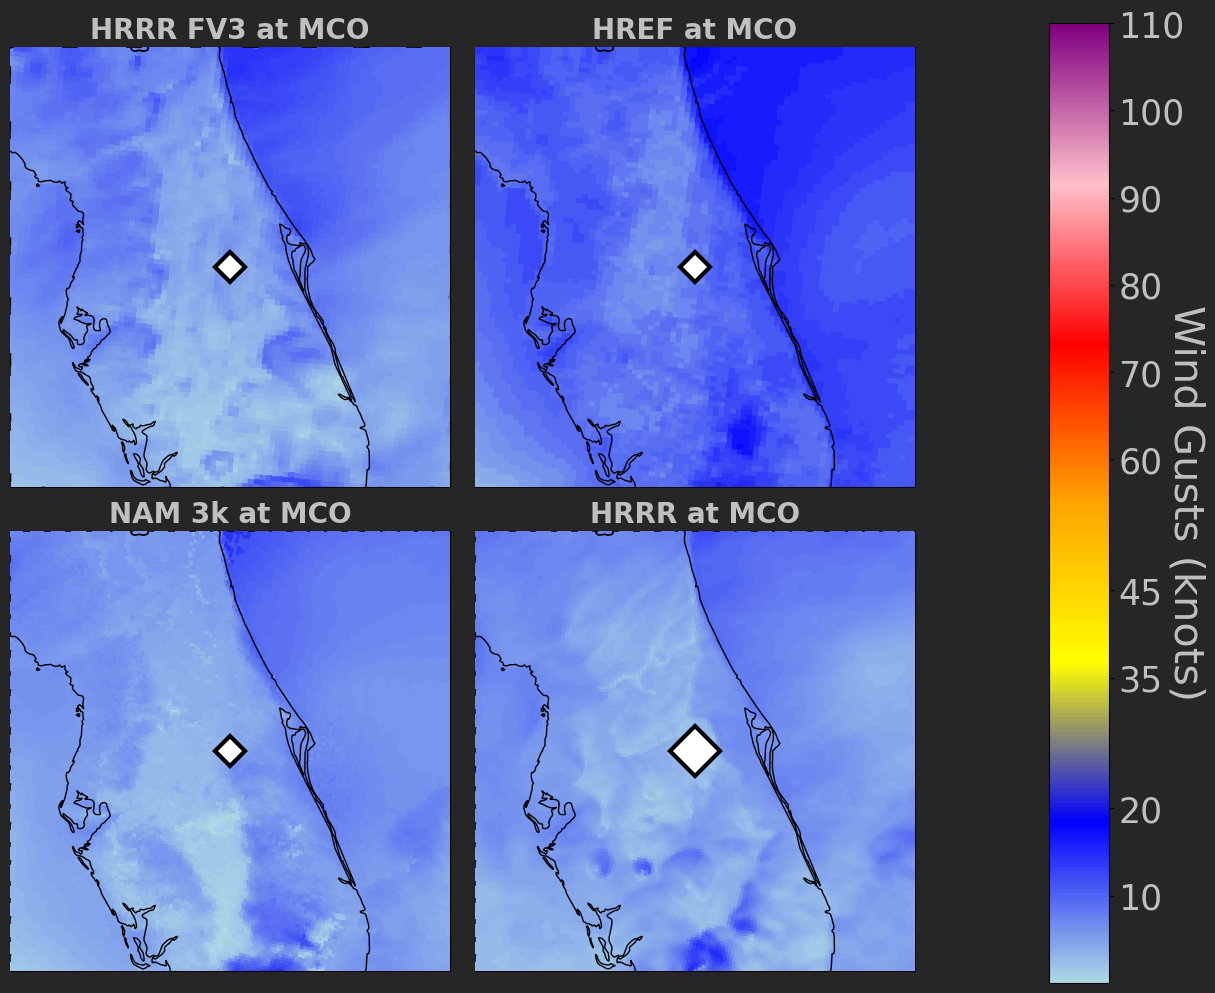 HRRR FV3 at MCO
HREF at MCO
NAM 3k at MCO
HRRR at MCO
110
100
90
80
70
60
45
35
20
10
Wind Gusts (knots)